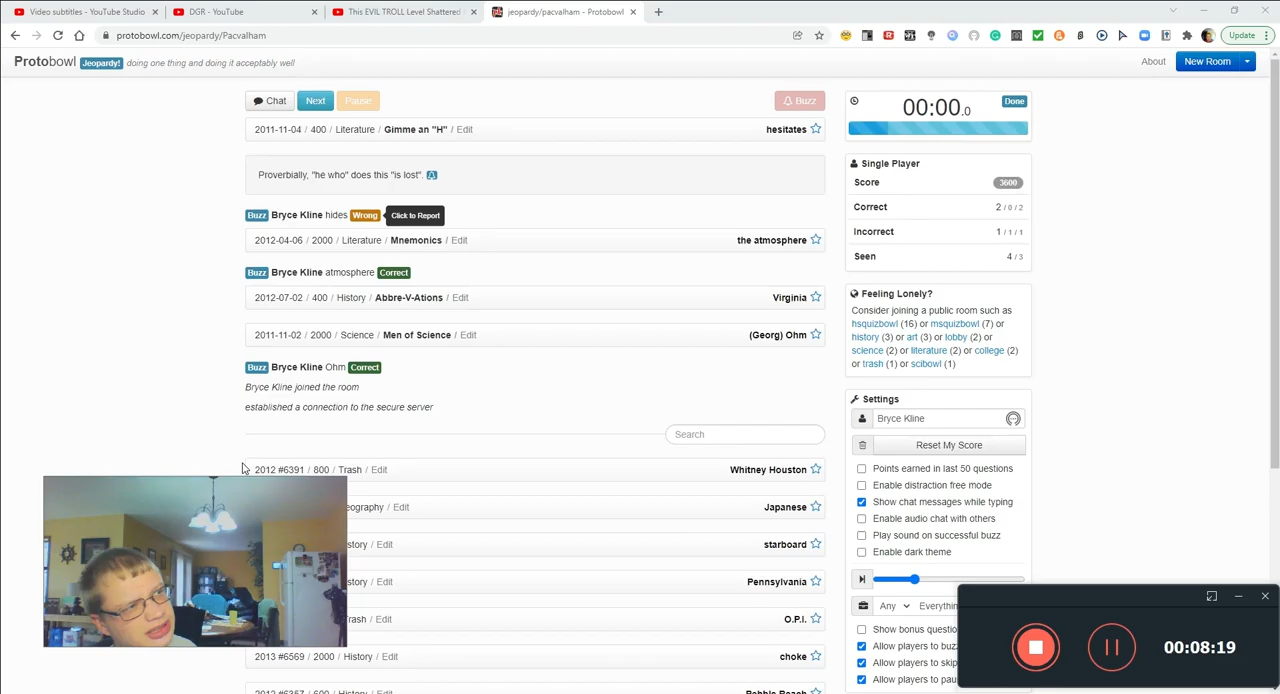 Video subtitles - YouTube Studio
DGR - YouTube
This EVIL TROLL Level Shattered
jeopardy/pacvalham - Protobowl
protobowl.com/jeopardy/Pacvalham
Update
Protobowl Jeopardy! doing one thing and doing it acceptably well
About
New Room
Chat
Next
Pause
Buzz
2011-11-04 / 400 / Literature / Gimme an "H" / Edit
hesitates
Proverbially, "he who" does this "is lost".
Buzz Bryce Kline hides Wrong Click to Report
2012-04-06 / 2000 / Literature / Mnemonics / Edit
the atmosphere
Buzz Bryce Kline atmosphere Correct
2012-07-02 / 400 / History / Abbre-V-Ations / Edit
Virginia
2011-11-02 / 2000 / Science / Men of Science / Edit
(Georg) Ohm
Buzz Bryce Kline Ohm Correct
Bryce Kline joined the room
established a connection to the secure server
Search
2012 #6391 / 800 / Trash / Edit
Whitney Houston
eography / Edit
Japanese
story / Edit
starboard
story / Edit
Pennsylvania
rash / Edit
O.P.I.
2013 #6569 / 2000 / History / Edit
choke
2012 #6357 / 600 / History / Edit
Pebble Beach
00:00.0
Done
Single Player
Score 3600
Correct 2 / 0 / 2
Incorrect 1 / 1 / 1
Seen 4 / 3
Feeling Lonely?
Consider joining a public room such as
hsquizbowl (16) or msquizbowl (7) or
history (3) or art (3) or lobby (2) or
science (2) or literature (2) or college (2)
or trash (1) or scibowl (1)
Settings
Bryce Kline
Reset My Score
Points earned in last 50 questions
Enable distraction free mode
Show chat messages while typing
Enable audio chat with others
Play sound on successful buzz
Enable dark theme
Any Everythin
Show bonus questio
Allow players to buz
Allow players to skip
Allow players to pau
00:08:19